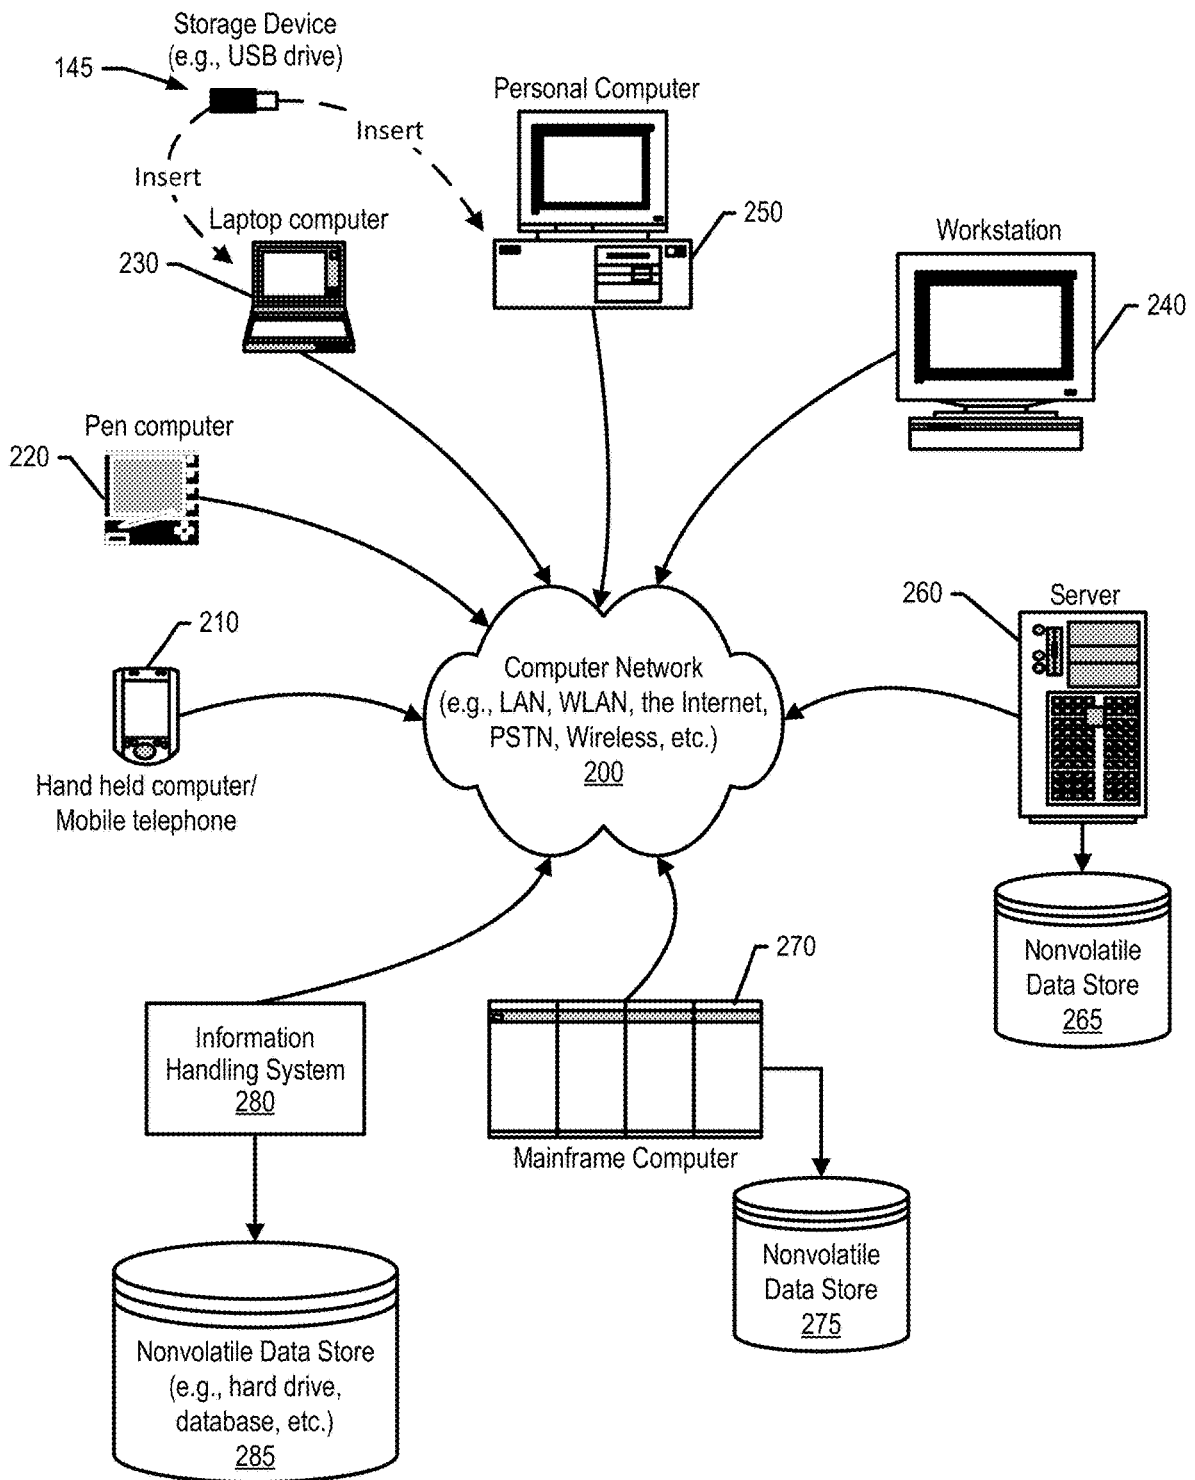 Storage Device
(e.g., USB drive)
145
Insert
Insert
Personal Computer
250
Laptop computer
230
Workstation
240
Pen computer
220
210
Hand held computer/
Mobile telephone
Computer Network
(e.g., LAN, WLAN, the Internet,
PSTN, Wireless, etc.)
200
260
Server
Nonvolatile
Data Store
265
270
Mainframe Computer
Information
Handling System
280
Nonvolatile
Data Store
275
Nonvolatile Data Store
(e.g., hard drive,
database, etc.)
285